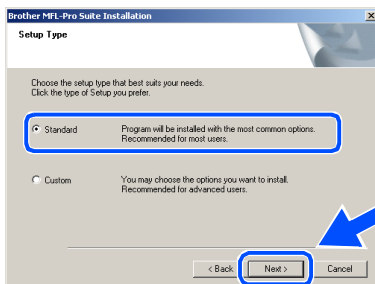 Brother MFL-Pro Suite Installation
Setup Type
Choose the setup type that best suits your needs.
Click the type of Setup you prefer.
Standard
Program will be installed with the most common options.
Recommended for most users.
Custom
You may choose the options you want to install.
Recommended for advanced users.
< Back
Next >
Cancel